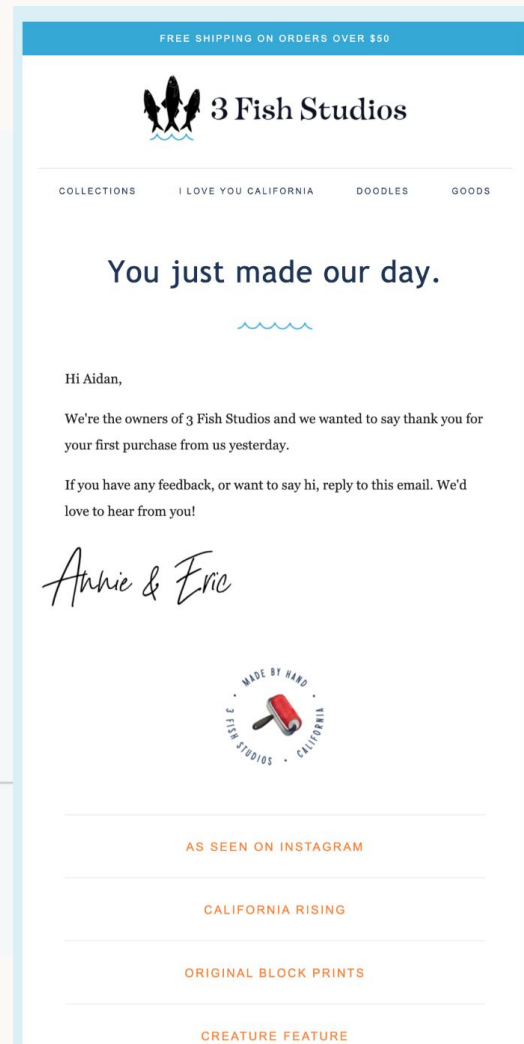 FREE SHIPPING ON ORDERS OVER $50
3 Fish Studios
COLLECTIONS I LOVE YOU CALIFORNIA DOODLES GOODS
You just made our day.
Hi Aidan,
We're the owners of 3 Fish Studios and we wanted to say thank you for
your first purchase from us yesterday.
If you have any feedback, or want to say hi, reply to this email. We'd
love to hear from you!
Annie & Eric
MADE BY HAND • CALIFORNIA • 3 FISH STUDIOS •
AS SEEN ON INSTAGRAM
CALIFORNIA RISING
ORIGINAL BLOCK PRINTS
CREATURE FEATURE